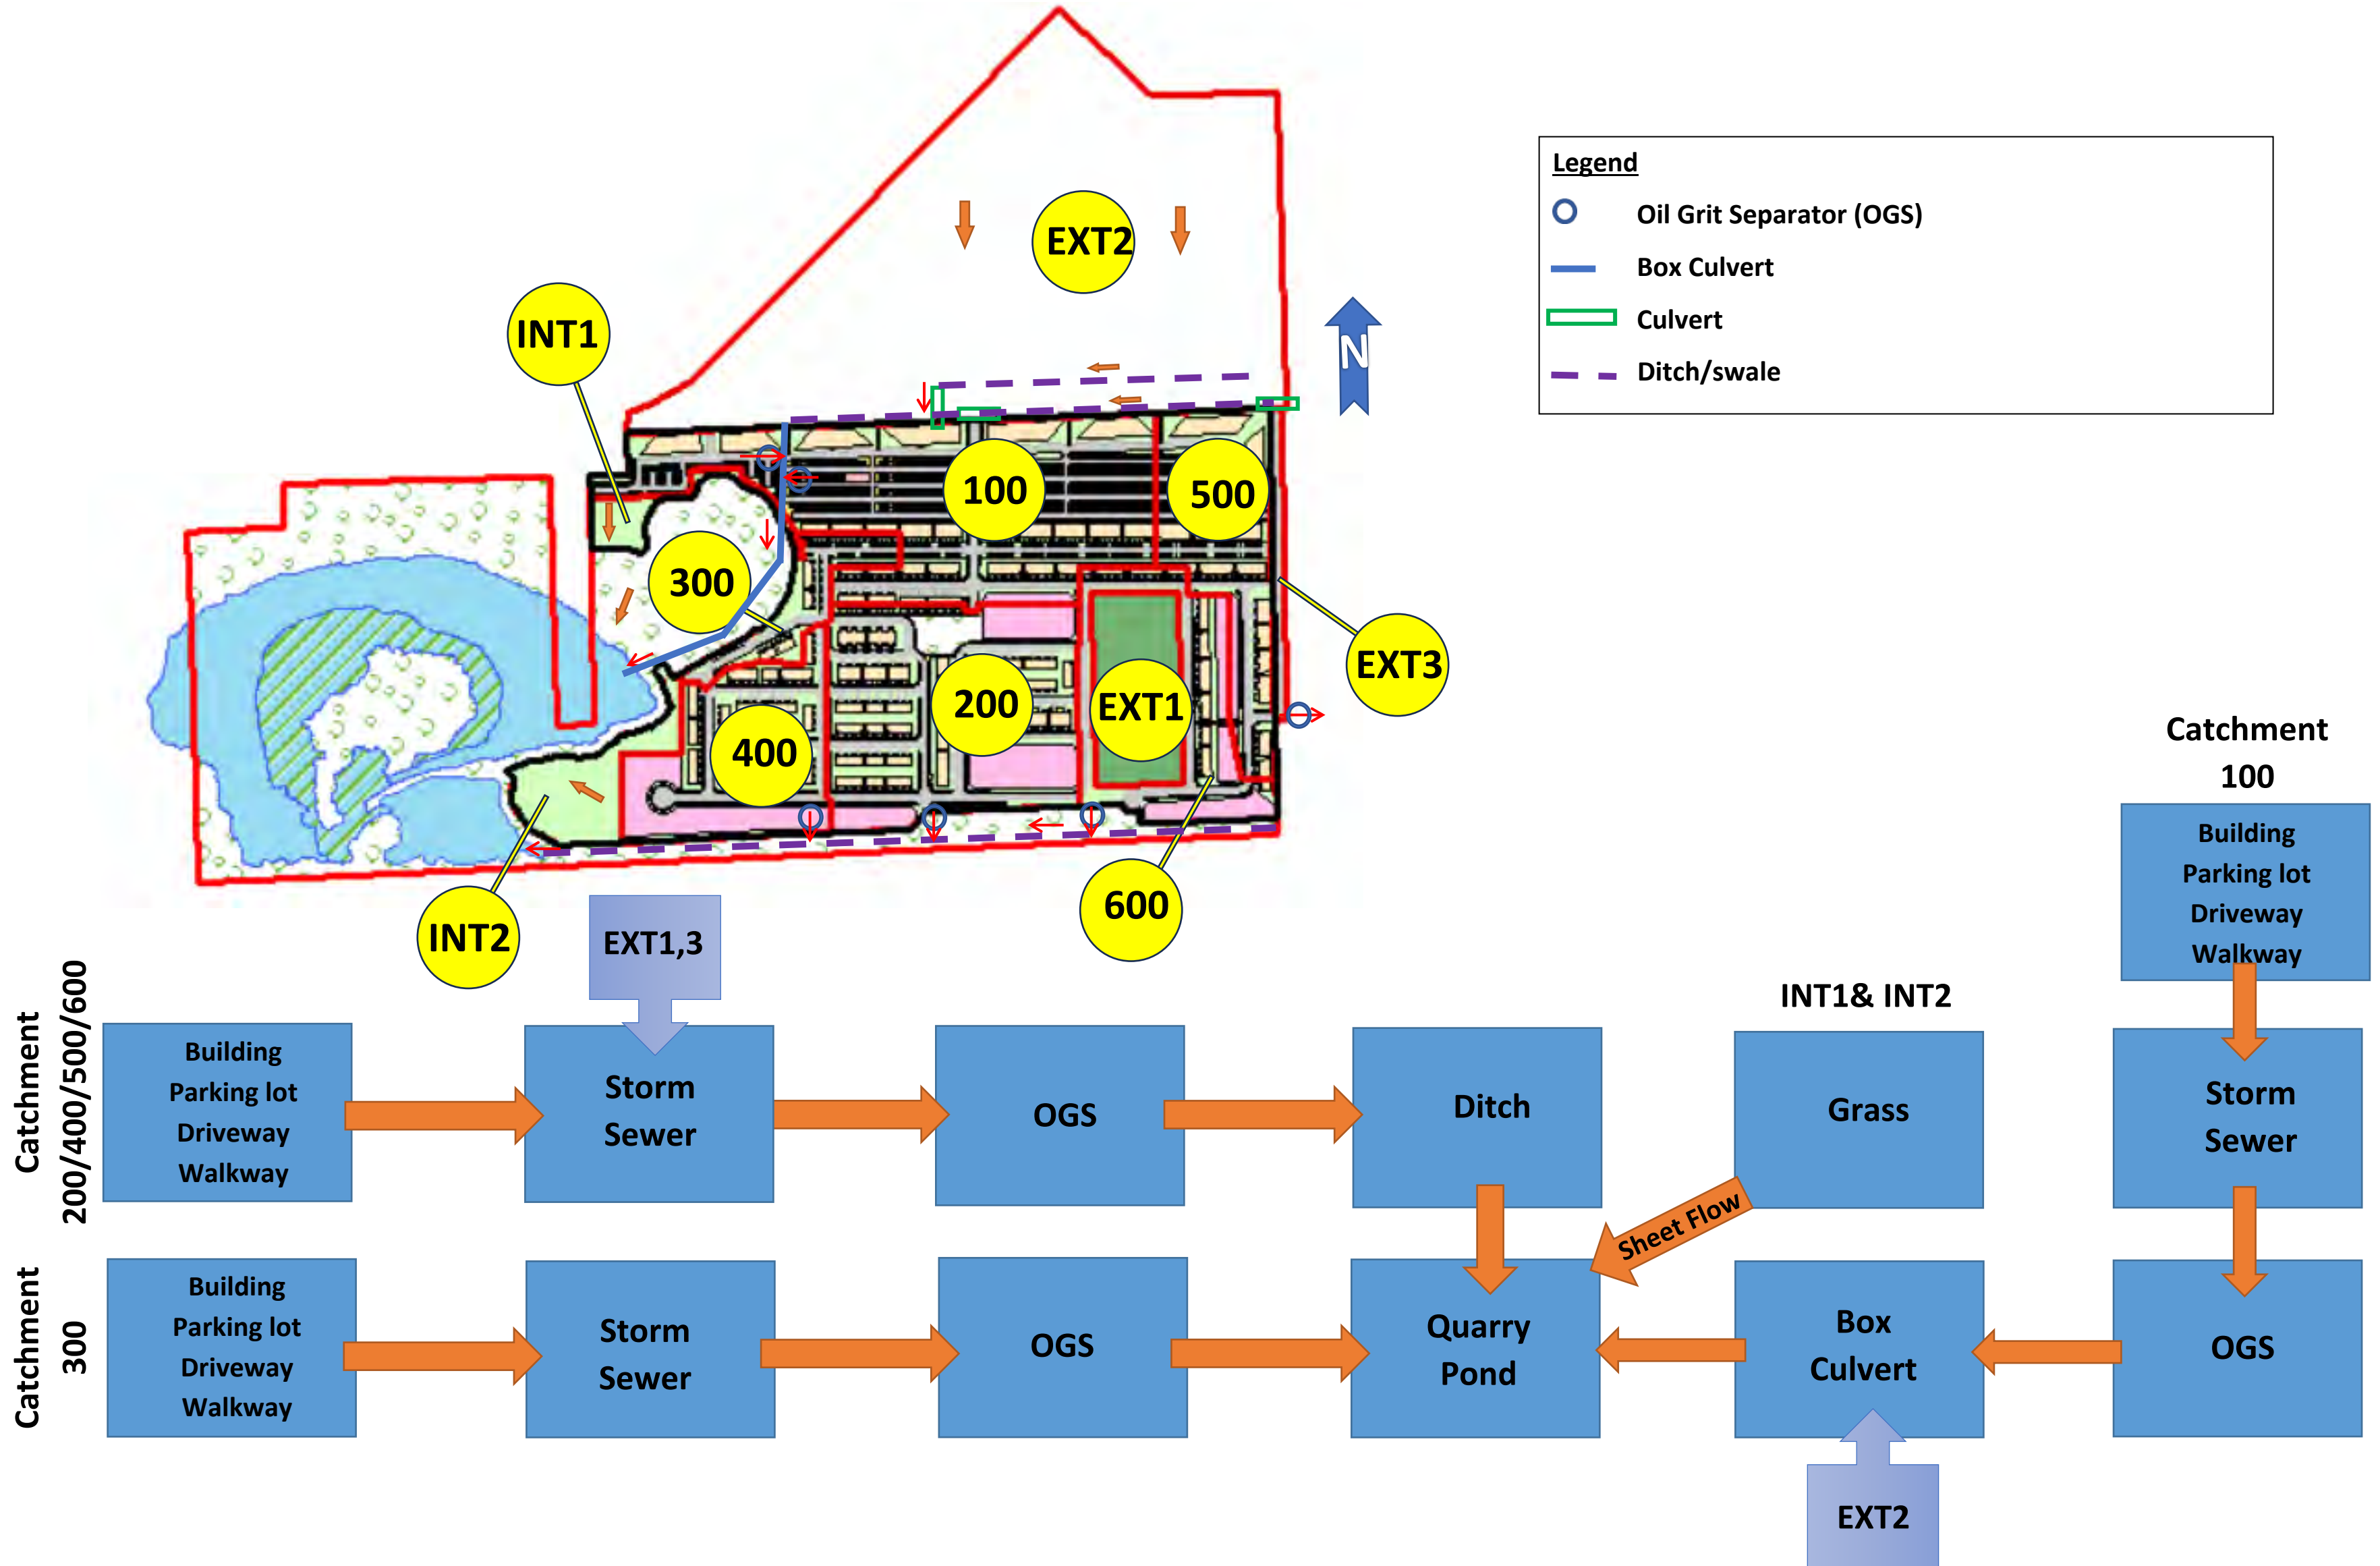 EXT2
Legend
Oil Grit Separator (OGS)
Box Culvert
Culvert
Ditch/swale
INT1
N
100
500
300
EXT3
200
EXT1
400
600
INT2
Catchment
100
Building
Parking lot
Driveway
Walkway
EXT1,3
INT1& INT2
Catchment
200/400/500/600
Building
Parking lot
Driveway
Walkway
Storm
Sewer
OGS
Ditch
Grass
Storm
Sewer
Sheet Flow
Catchment
300
Building
Parking lot
Driveway
Walkway
Storm
Sewer
OGS
Quarry
Pond
Box
Culvert
OGS
EXT2